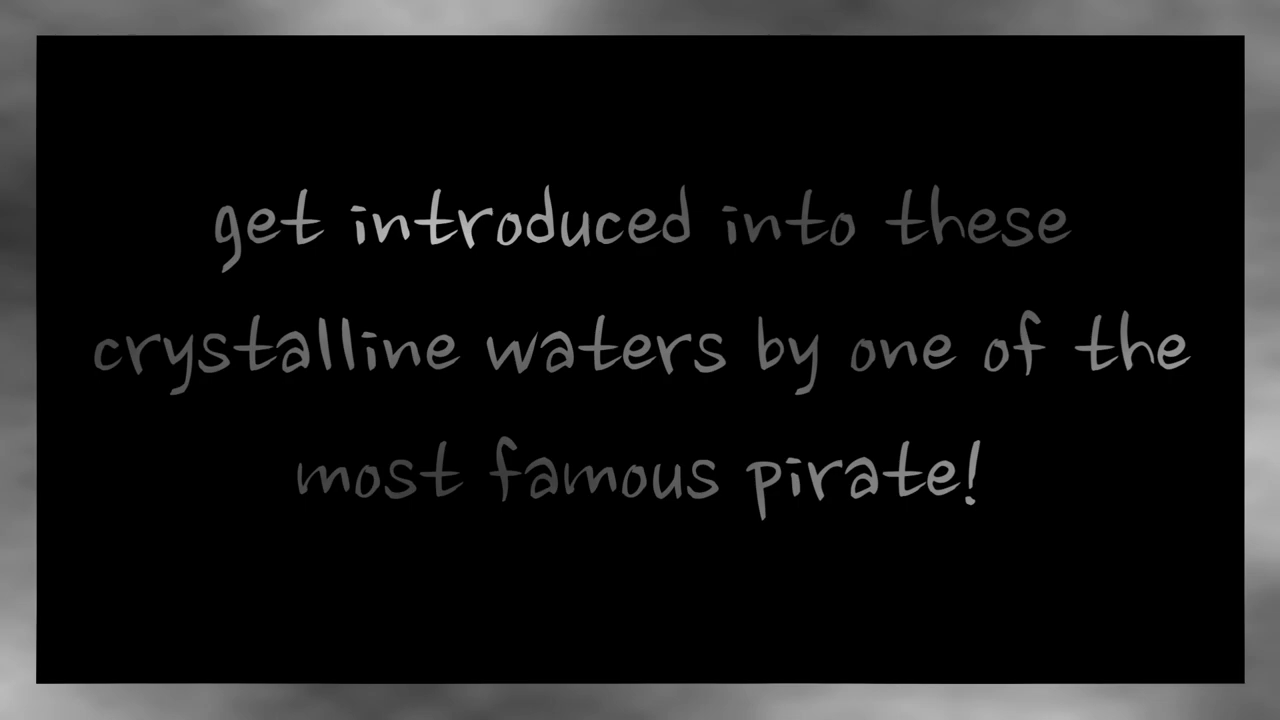 get introduced into these
crystalline waters by one of the
most famous pirate!